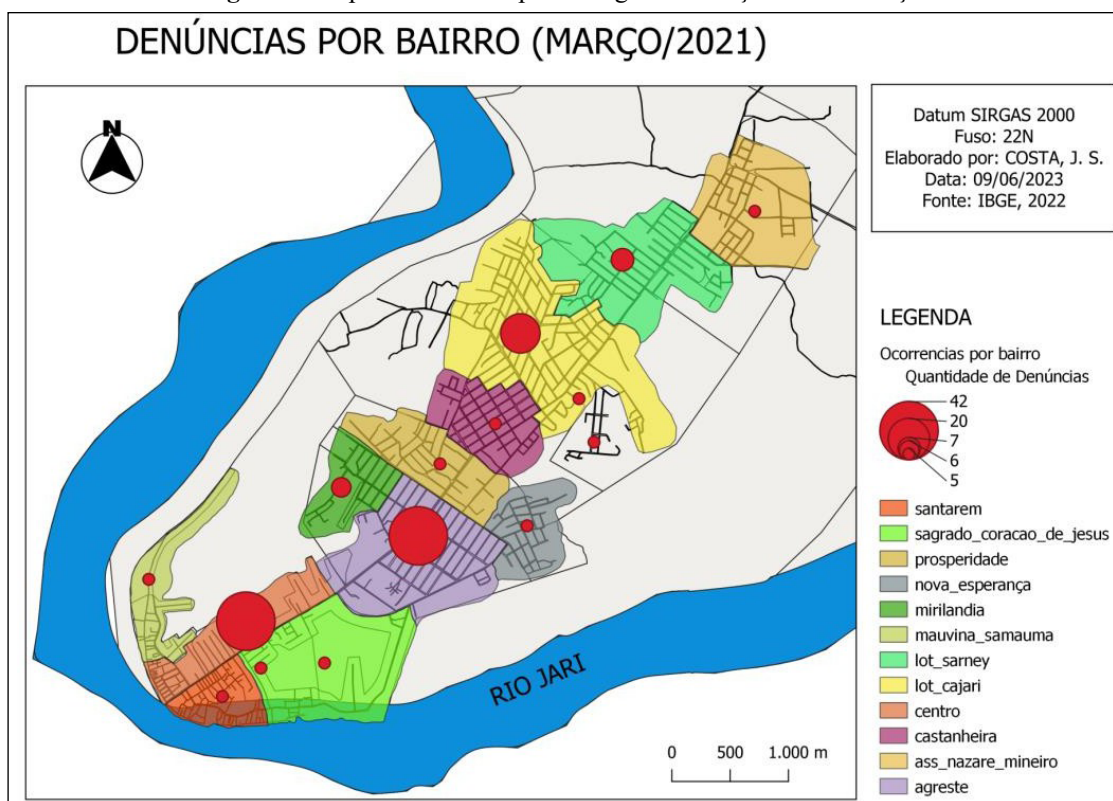 DENÚNCIAS POR BAIRRO (MARÇO/2021)
N
Datum SIRGAS 2000
Fuso: 22N
Elaborado por: COSTA, J. S.
Data: 09/06/2023
Fonte: IBGE, 2022
LEGENDA
Ocorrencias por bairro
Quantidade de Denúncias
42
20
7
6
5
santarem
sagrado_coracao_de_jesus
prosperidade
nova_esperança
mirilandia
mauvina_samauma
lot_sarney
lot_cajari
centro
castanheira
ass_nazare_mineiro
agreste
RIO JARI
0 500 1.000 m